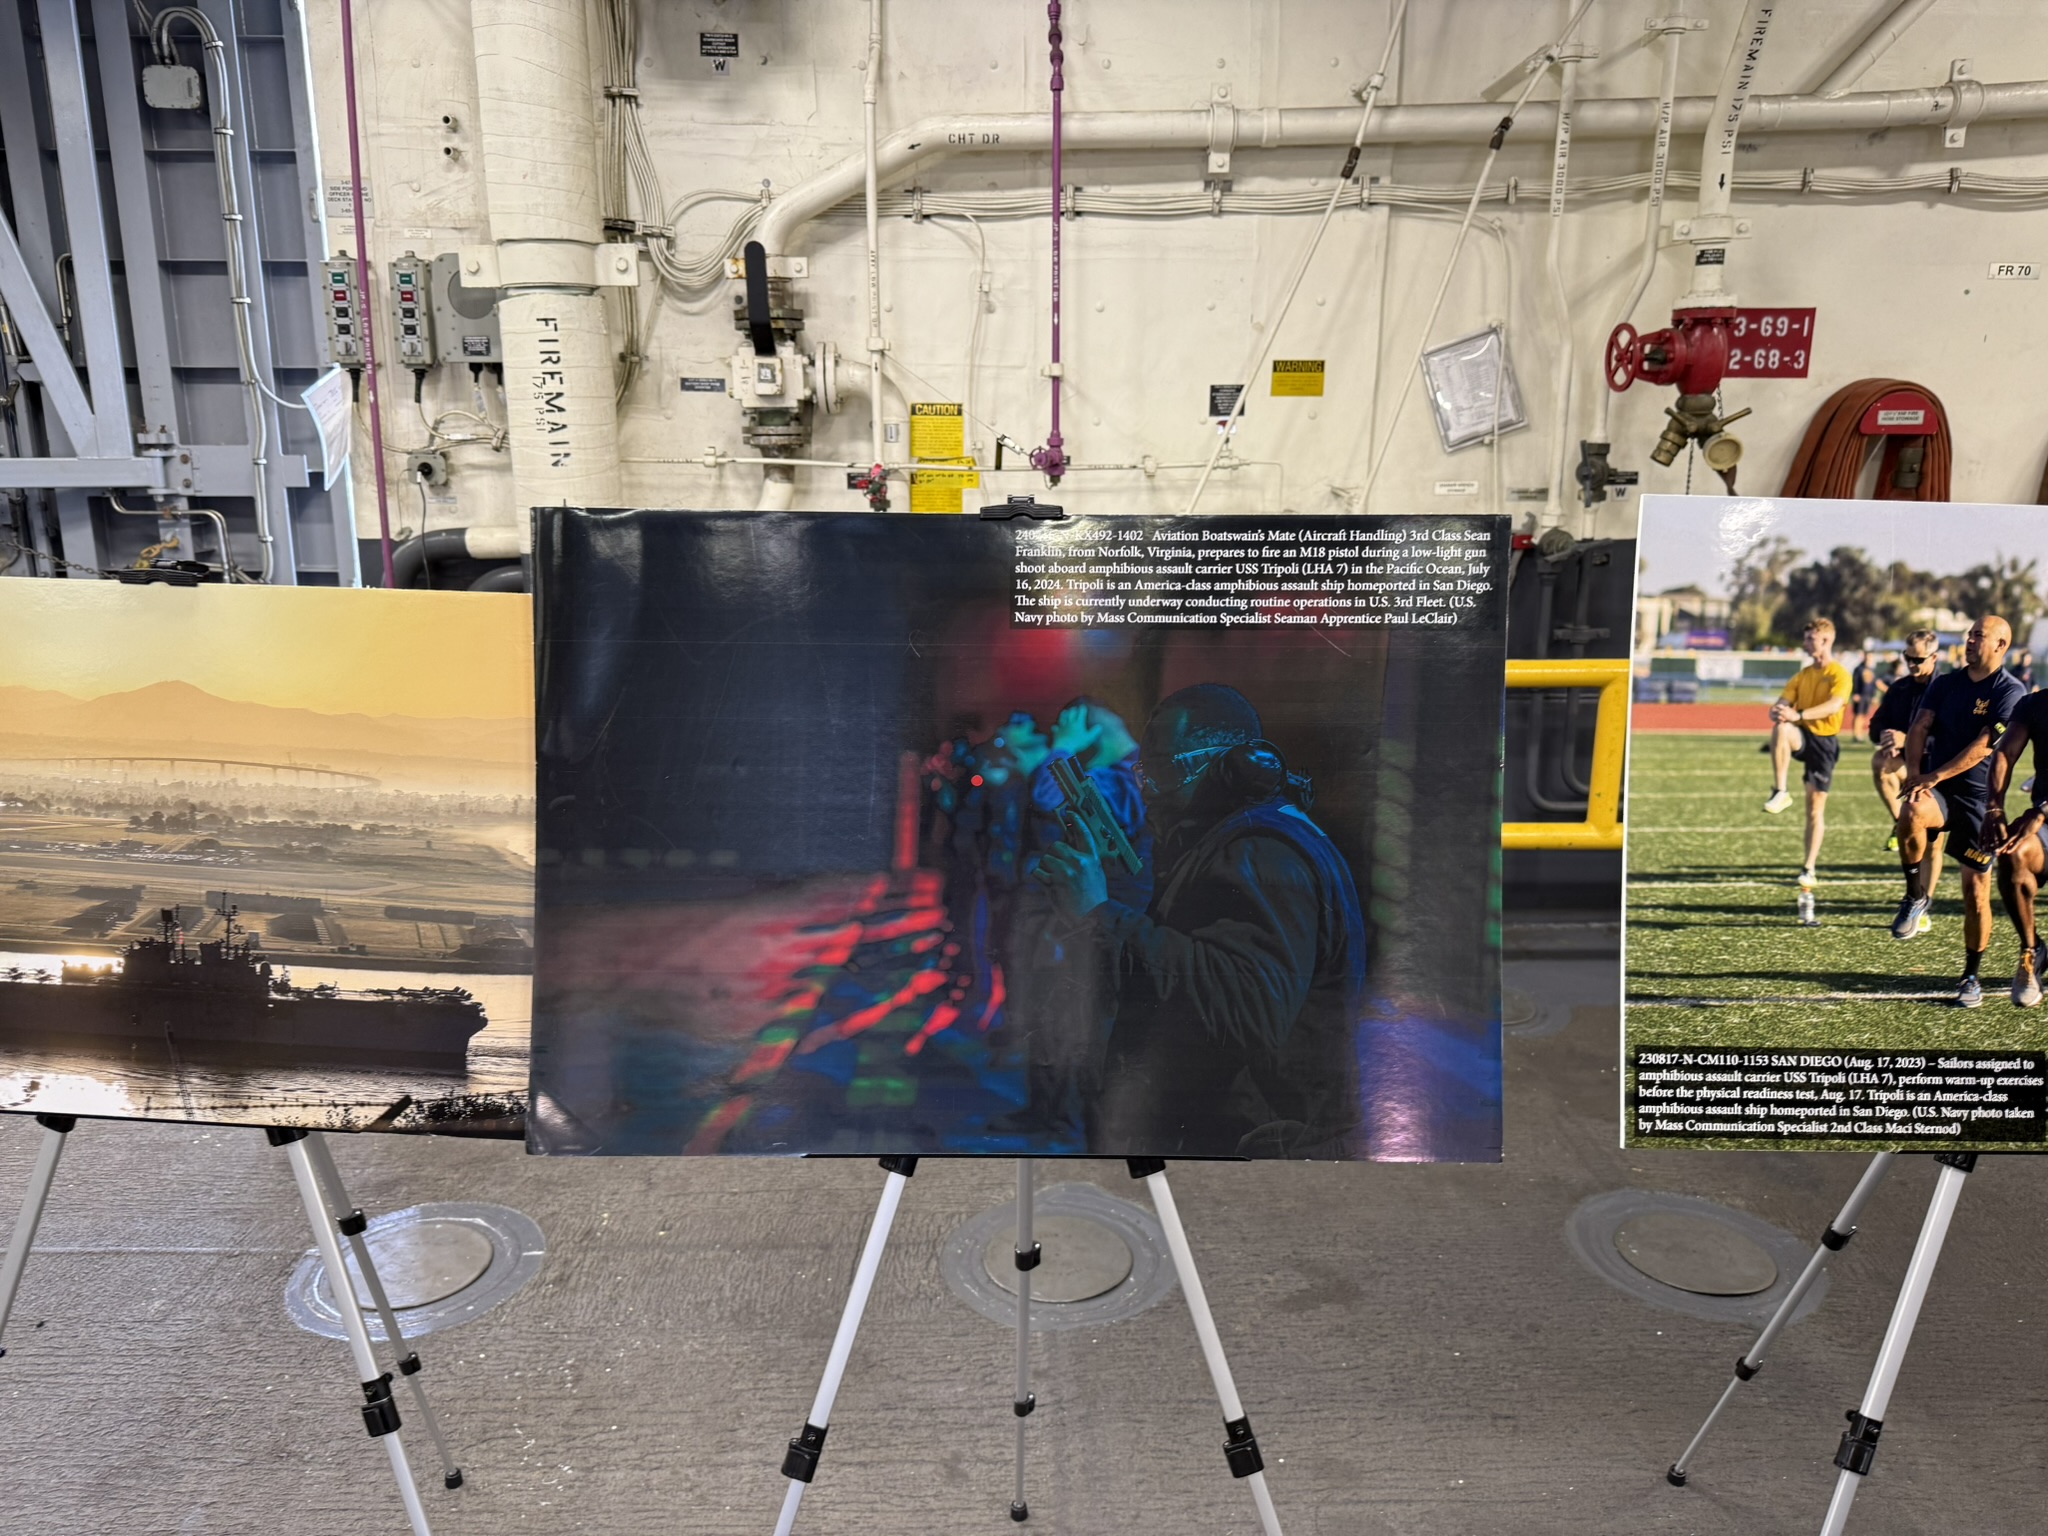 W
CHT DR
FIREMAIN 175 PSI
H/P AIR 3000 PSI
H/P AIR 3000 PSI
FR 70
FIREMAIN
175 PSI
3-69-1
2-68-3
WARNING
CAUTION
W
Aviation Boatswain's Mate (Aircraft Handling) 3rd Class Sean
Franklin, from Norfolk, Virginia, prepares to fire an M18 pistol during a low-light gun
shoot aboard amphibious assault carrier USS Tripoli (LHA 7) in the Pacific Ocean, July
16, 2024. Tripoli is an America-class amphibious assault ship homeported in San Diego.
The ship is currently underway conducting routine operations in U.S. 3rd Fleet. (U.S.
Navy photo by Mass Communication Specialist Seaman Apprentice Paul LeClair)
NAVY
230817-N-CM110-1153 SAN DIEGO (Aug. 17, 2023) – Sailors assigned to
amphibious assault carrier USS Tripoli (LHA 7), perform warm-up exercises
before the physical readiness test, Aug. 17. Tripoli is an America-class
amphibious assault ship homeported in San Diego. (U.S. Navy photo taken
by Mass Communication Specialist 2nd Class Maci Sternod)